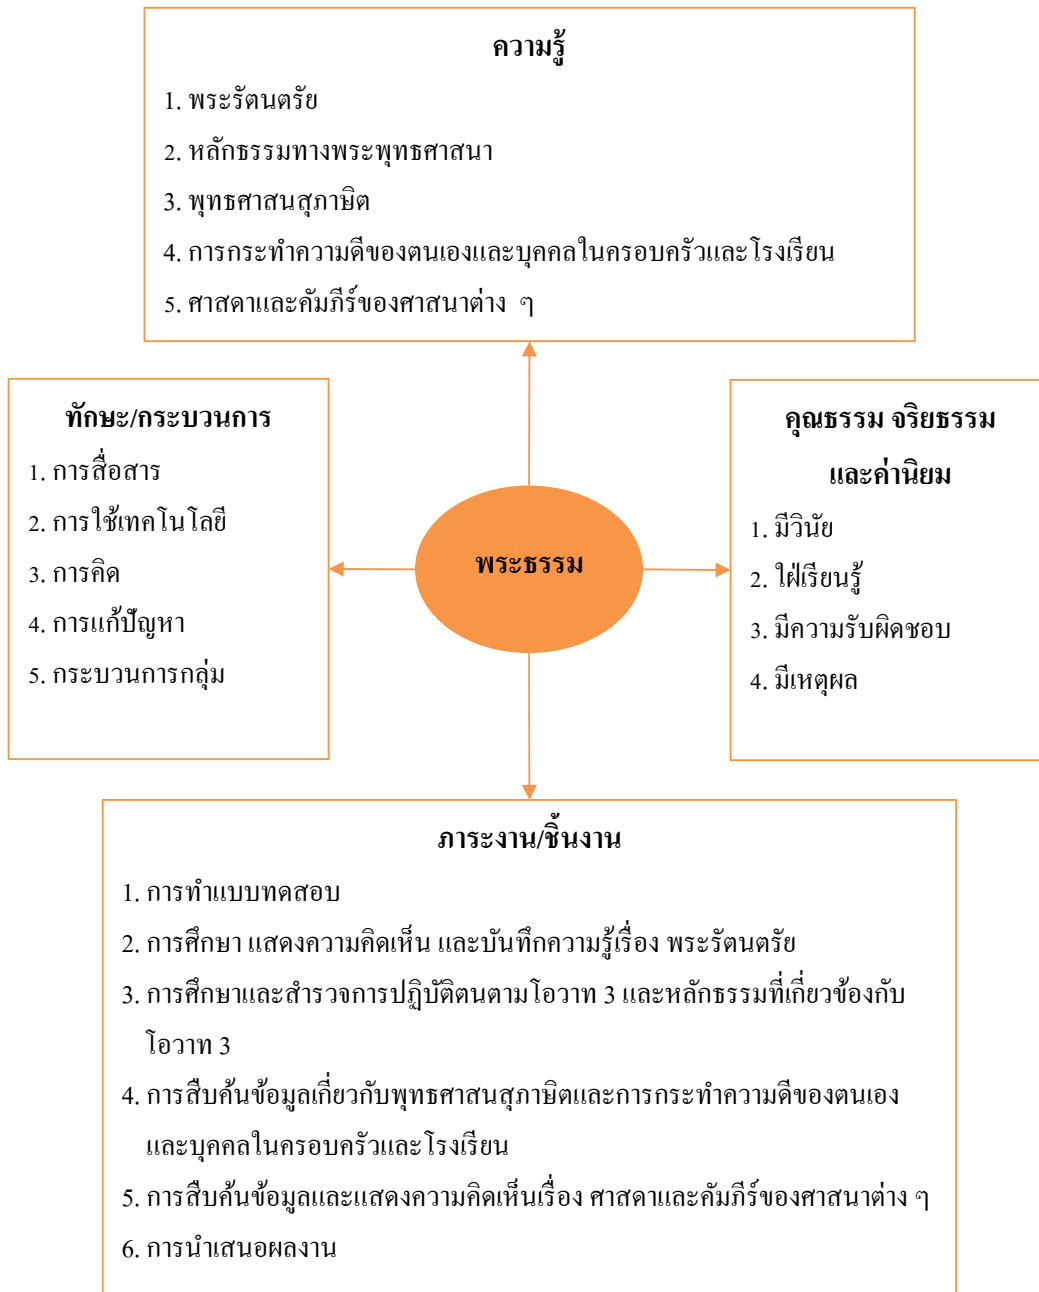 ความรู้
1. พระรัตนตรัย
2. หลักธรรมทางพระพุทธศาสนา
3. พุทธศาสนสุภาษิต
4. การกระทำความดีของตนเองและบุคคลในครอบครัวและโรงเรียน
5. ศาสดาและคัมภีร์ของศาสนาต่าง ๆ
ทักษะ/กระบวนการ
1. การสื่อสาร
2. การใช้เทคโนโลยี
3. การคิด
4. การแก้ปัญหา
5. กระบวนการกลุ่ม
พระธรรม
คุณธรรม จริยธรรม
และค่านิยม
1. มีวินัย
2. ใฝ่เรียนรู้
3. มีความรับผิดชอบ
4. มีเหตุผล
ภาระงาน/ชิ้นงาน
1. การทำแบบทดสอบ
2. การศึกษา แสดงความคิดเห็น และบันทึกความรู้เรื่อง พระรัตนตรัย
3. การศึกษาและสำรวจการปฏิบัติตนตามโอวาท 3 และหลักธรรมที่เกี่ยวข้องกับ
โอวาท 3
4. การสืบค้นข้อมูลเกี่ยวกับพุทธศาสนสุภาษิตและการกระทำความดีของตนเอง
และบุคคลในครอบครัวและโรงเรียน
5. การสืบค้นข้อมูลและแสดงความคิดเห็นเรื่อง ศาสดาและคัมภีร์ของศาสนาต่าง ๆ
6. การนำเสนอผลงาน